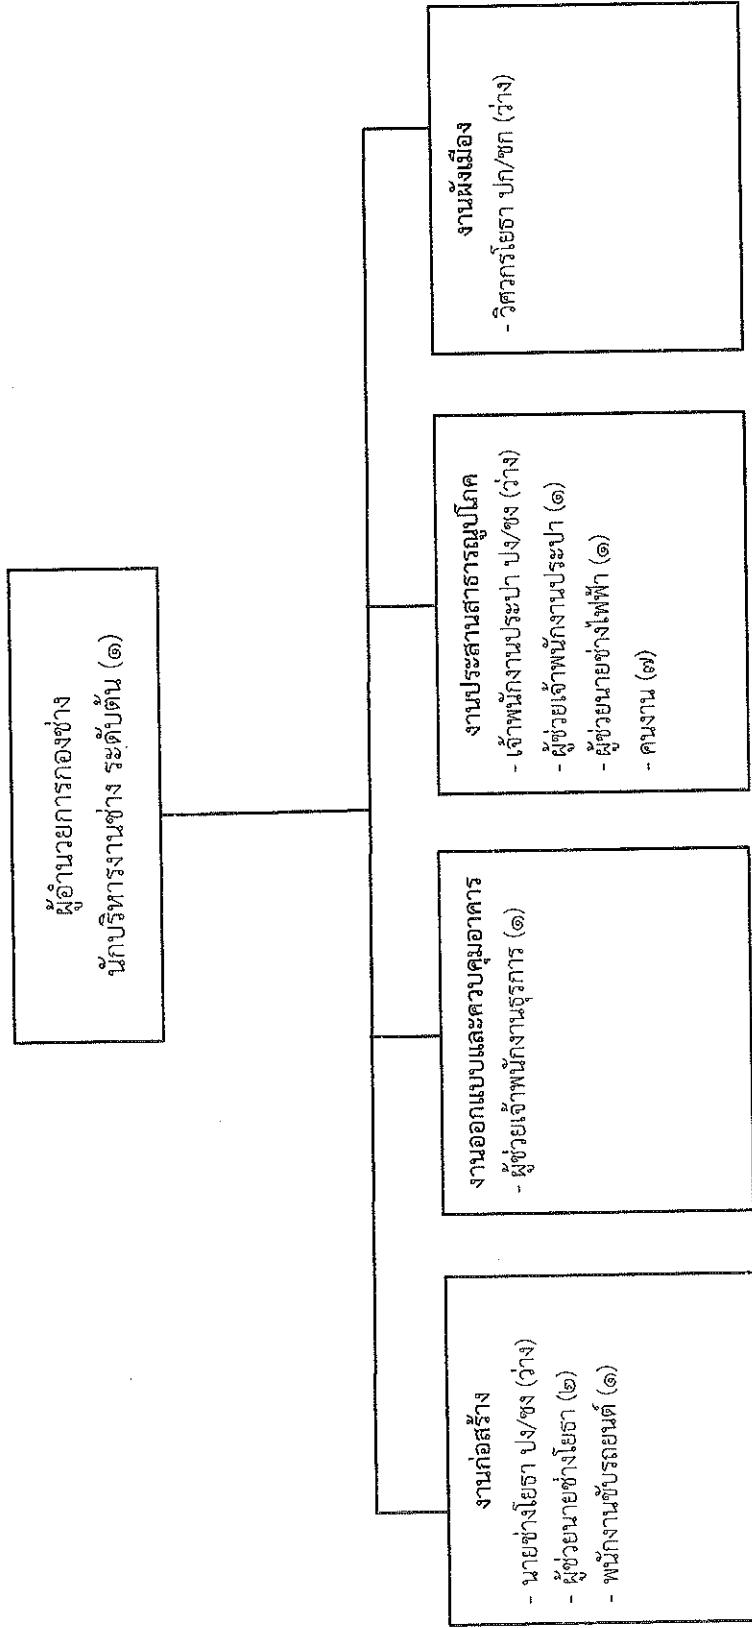 ผู้อำนวยการกองช่าง
นักบริหารงานช่าง ระดับต้น (๑)
งานก่อสร้าง
- นายช่างโยธา ปง/ชง (ว่าง)
- ผู้ช่วยนายช่างโยธา (๒)
- พนักงานขับรถยนต์ (๑)
งานออกแบบและควบคุมอาคาร
- ผู้ช่วยเจ้าพนักงานธุรการ (๑)
งานประสานสาธารณูปโภค
- เจ้าพนักงานประปา ปง/ชง (ว่าง)
- ผู้ช่วยเจ้าพนักงานประปา (๑)
- ผู้ช่วยนายช่างไฟฟ้า (๑)
- คนงาน (๗)
งานผังเมือง
- วิศวกรโยธา ปก/ชก (ว่าง)